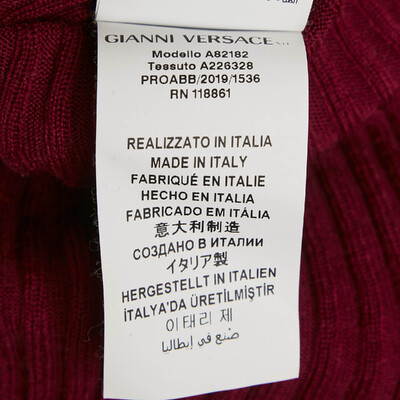 GIANNI VERSACE
Modello A82182
Tessuto A226328
PROABB/2019/1536
RN 118861
REALIZZATO IN ITALIA
MADE IN ITALY
FABRIQUÉ EN ITALIE
HECHO EN ITALIA
FABRICADO EM ITÁLIA
意大利制造
СОЗДАНО В ИТАЛИИ
イタリア製
HERGESTELLT IN ITALIEN
İTALYA'DA ÜRETİLMİŞTİR
이태리 제
صنع في إيطاليا